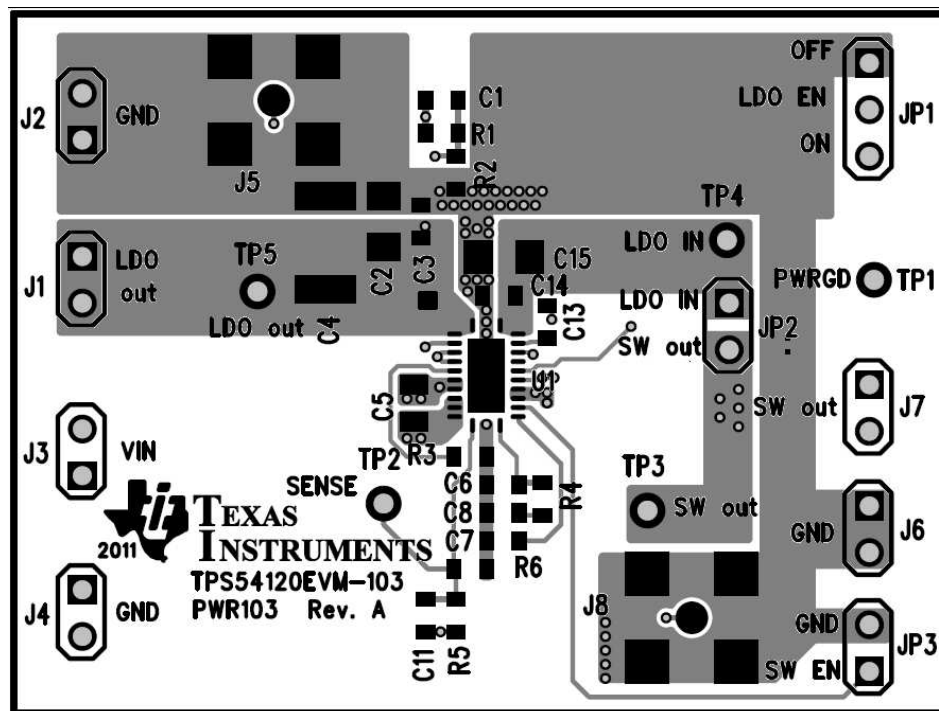 OFF
J2
GND
C1
LDO EN
JP1
R1
ON
J5
R2
TP4
J1
LDO
out
TP5
C2
C3
C15
LDO IN
PWRGD
TP1
LDO out
C4
C14
C13
LDO IN
JP2
SW out
U1
C5
SW out
J7
J3
VIN
TP2
R3
TP3
SENSE
C6
R4
SW out
2011
TEXAS
INSTRUMENTS
C8
GND
J6
C7
R6
TPS54120EVM-103
PWR103 Rev. A
J4
GND
J8
GND
JP3
C11
R5
SW EN